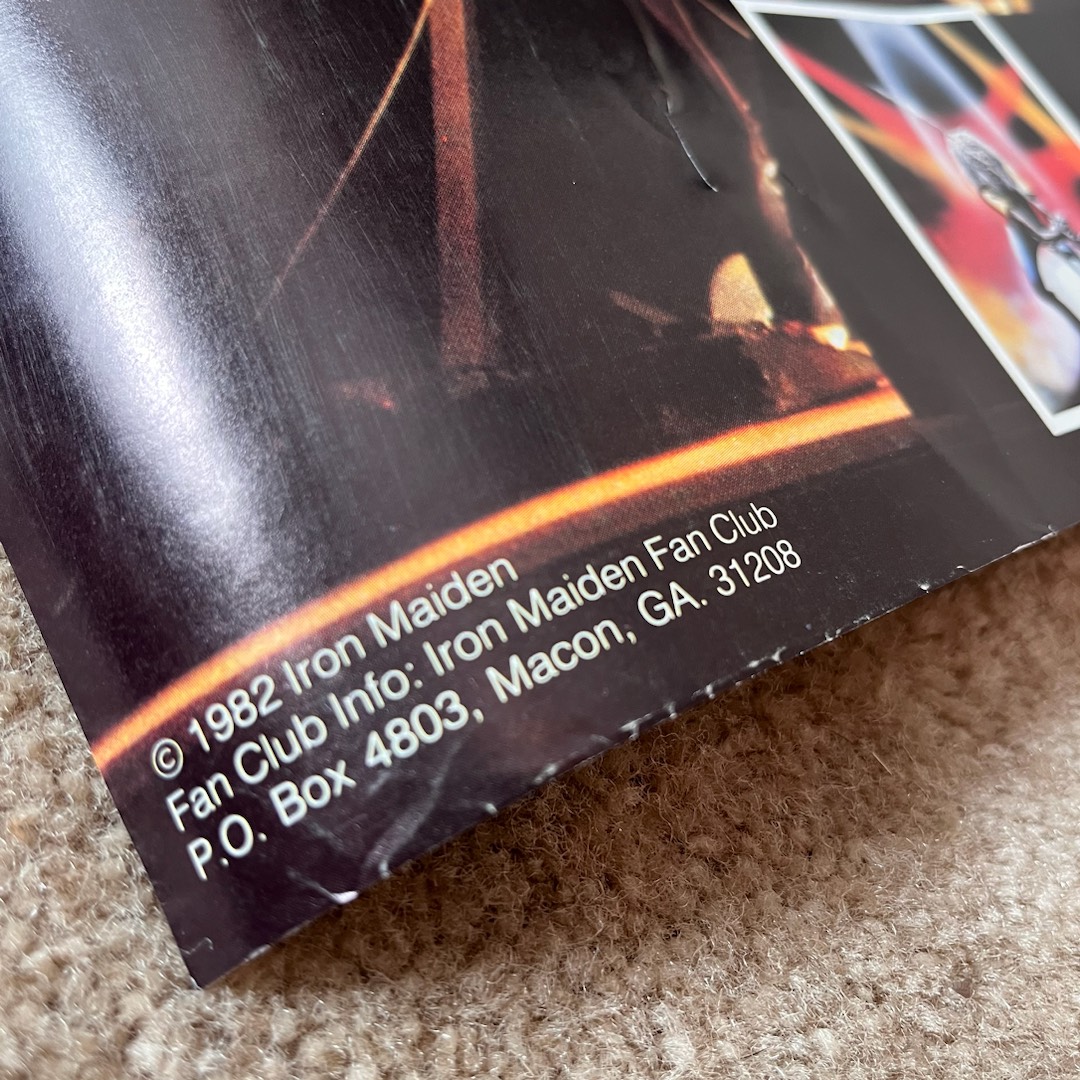 © 1982 Iron Maiden
Fan Club Info: Iron Maiden Fan Club
P.O. Box 4803, Macon, GA. 31208